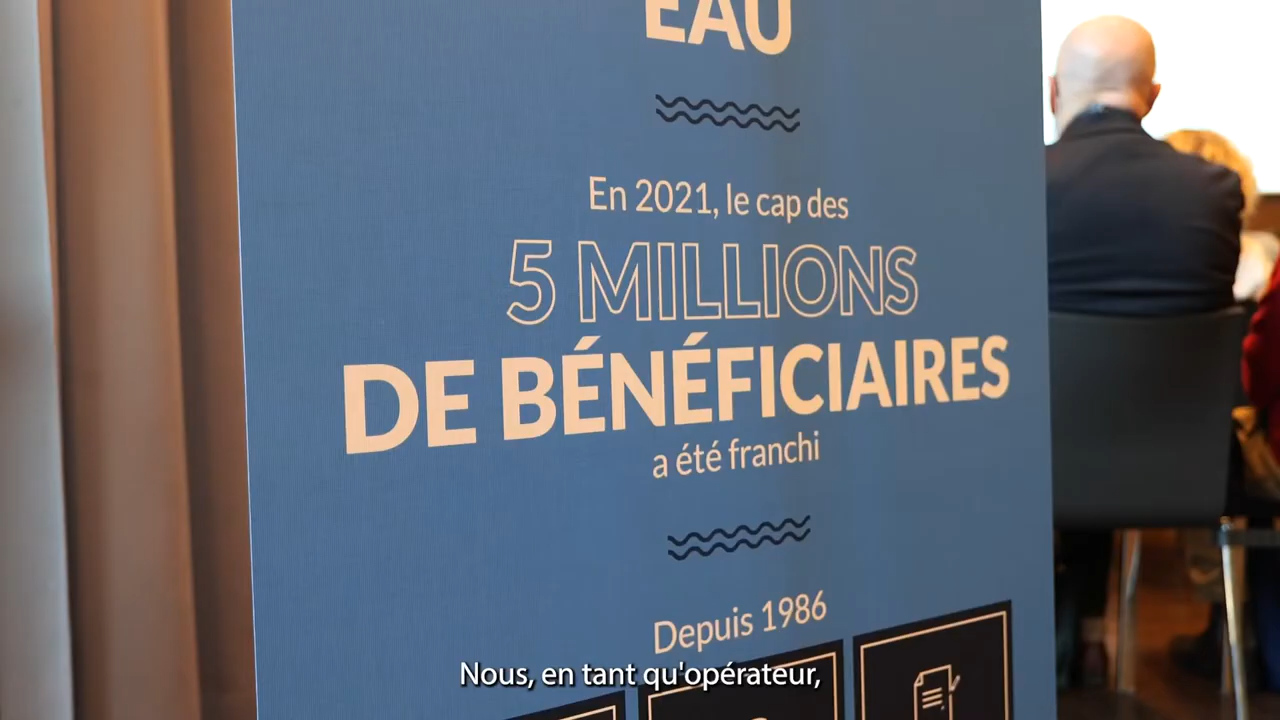 EAU
En 2021, le cap des
5 MILLIONS
DE BÉNÉFICIAIRES
a été franchi
Depuis 1986
Nous, en tant qu'opérateur,